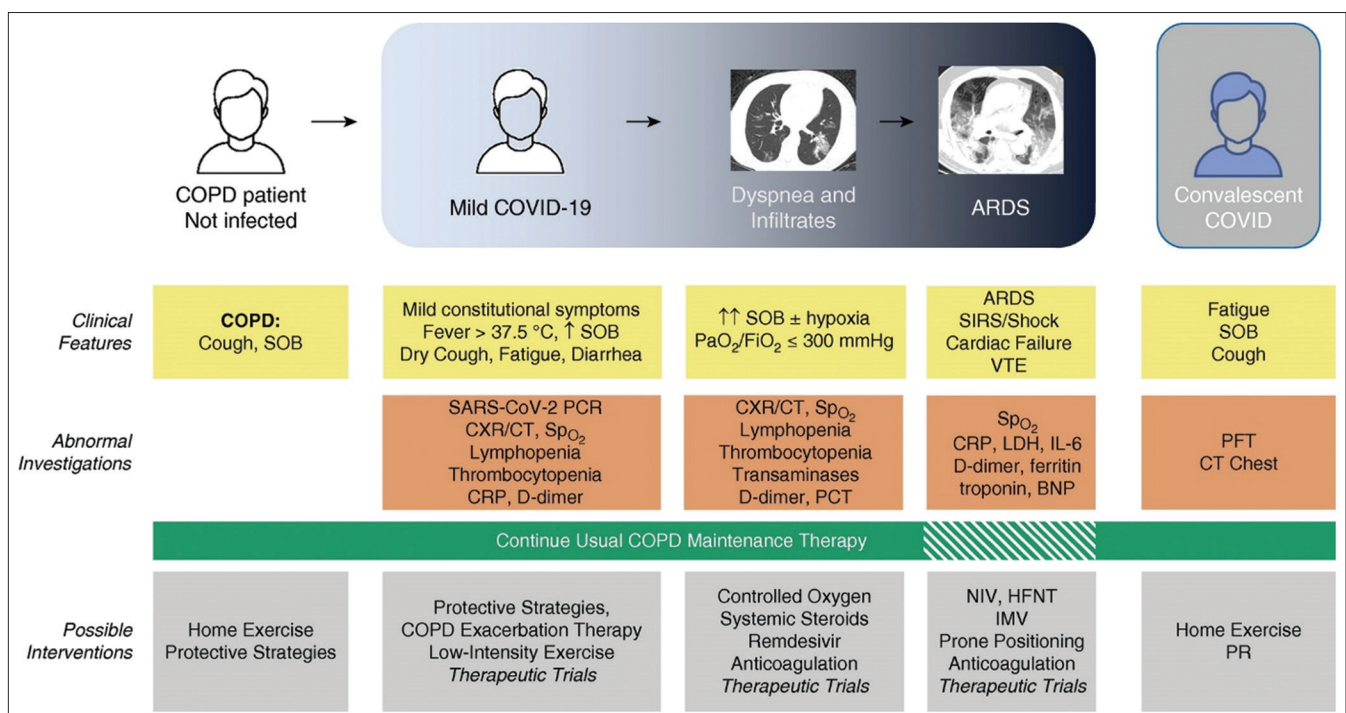 COPD patient
Not infected
Mild COVID-19
Dyspnea and
Infiltrates
ARDS
Convalescent
COVID
Clinical
Features
COPD:
Cough, SOB
Mild constitutional symptoms
Fever > 37.5 °C, ↑ SOB
Dry Cough, Fatigue, Diarrhea
↑↑ SOB ± hypoxia
PaO₂/FiO₂ ≤ 300 mmHg
ARDS
SIRS/Shock
Cardiac Failure
VTE
Fatigue
SOB
Cough
Abnormal
Investigations
SARS-CoV-2 PCR
CXR/CT, SpO₂
Lymphopenia
Thrombocytopenia
CRP, D-dimer
CXR/CT, SpO₂
Lymphopenia
Thrombocytopenia
Transaminases
D-dimer, PCT
SpO₂
CRP, LDH, IL-6
D-dimer, ferritin
troponin, BNP
PFT
CT Chest
Continue Usual COPD Maintenance Therapy
Possible
Interventions
Home Exercise
Protective Strategies
Protective Strategies,
COPD Exacerbation Therapy
Low-Intensity Exercise
Therapeutic Trials
Controlled Oxygen
Systemic Steroids
Remdesivir
Anticoagulation
Therapeutic Trials
NIV, HFNT
IMV
Prone Positioning
Anticoagulation
Therapeutic Trials
Home Exercise
PR